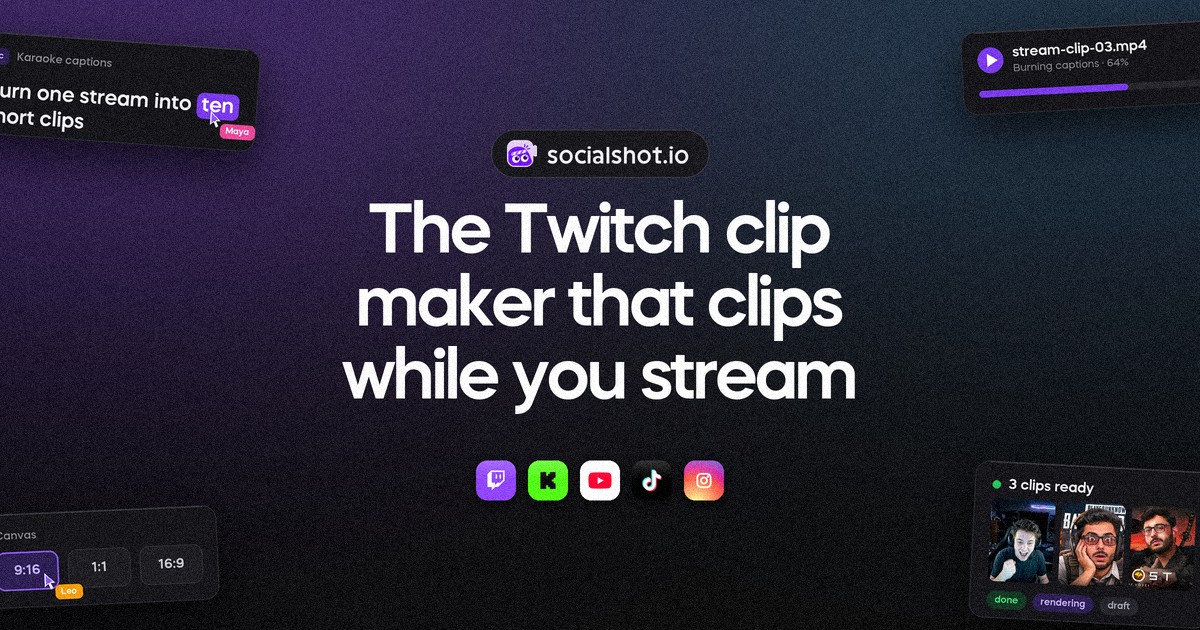 Karaoke captions
urn one stream into ten
hort clips
Maya
stream-clip-03.mp4
Burning captions · 64%
socialshot.io
The Twitch clip
maker that clips
while you stream
Canvas
9:16
1:1
16:9
Leo
3 clips ready
ST
done
rendering
draft